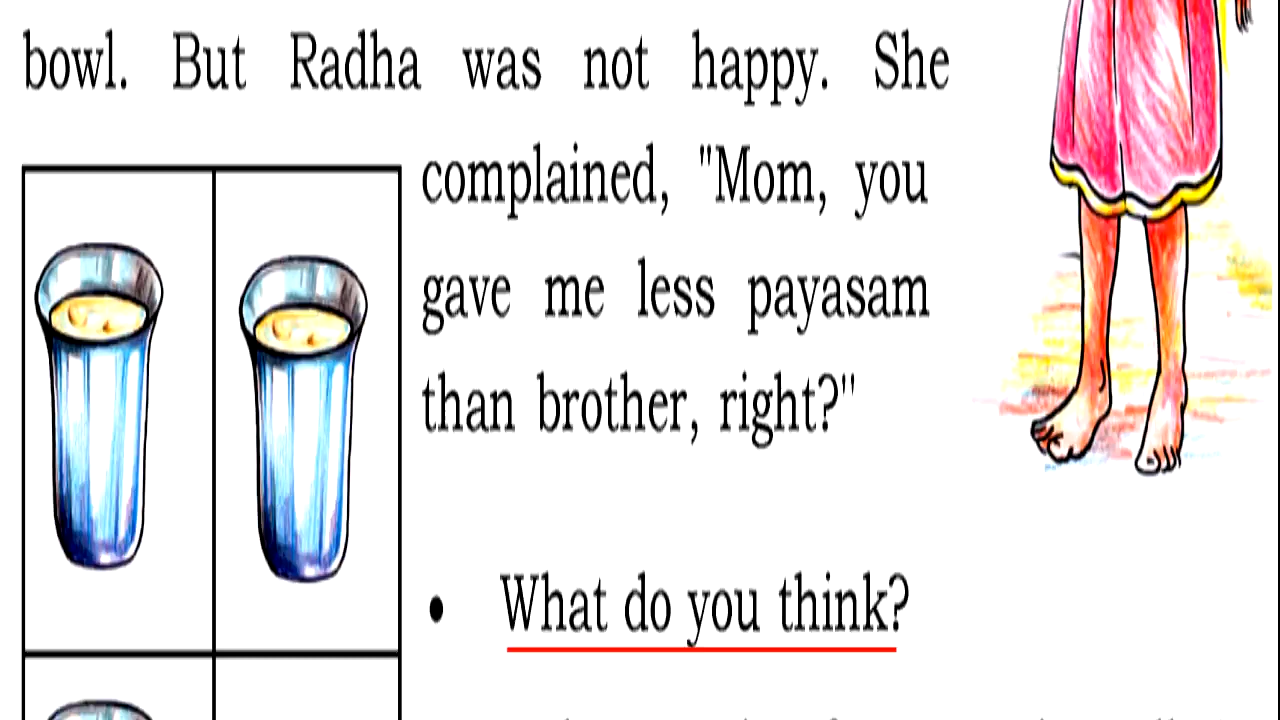 bowl. But Radha was not happy. She
complained, "Mom, you
gave me less payasam
than brother, right?"
• What do you think?